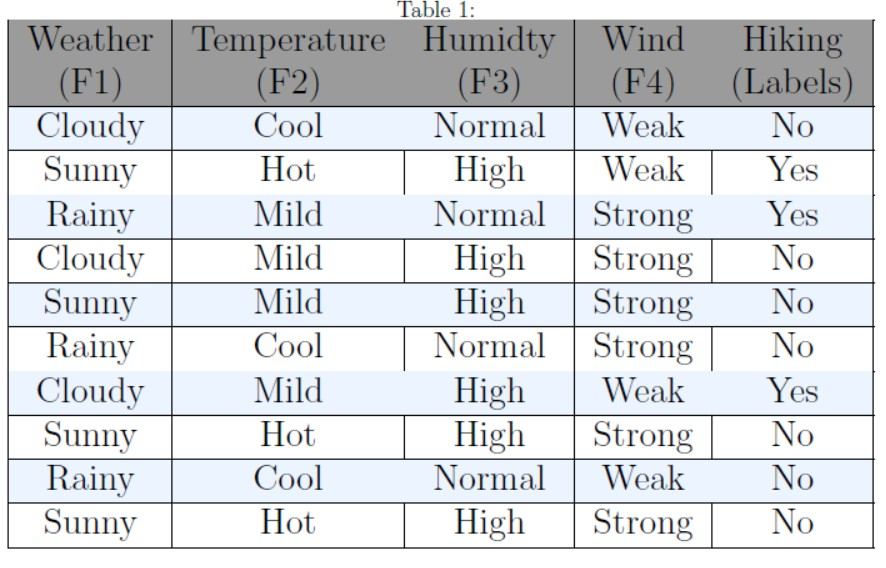 Table 1:
Weather Temperature Humidty Wind Hiking
(F1) (F2) (F3) (F4) (Labels)
Cloudy Cool Normal Weak No
Sunny Hot High Weak Yes
Rainy Mild Normal Strong Yes
Cloudy Mild High Strong No
Sunny Mild High Strong No
Rainy Cool Normal Strong No
Cloudy Mild High Weak Yes
Sunny Hot High Strong No
Rainy Cool Normal Weak No
Sunny Hot High Strong No